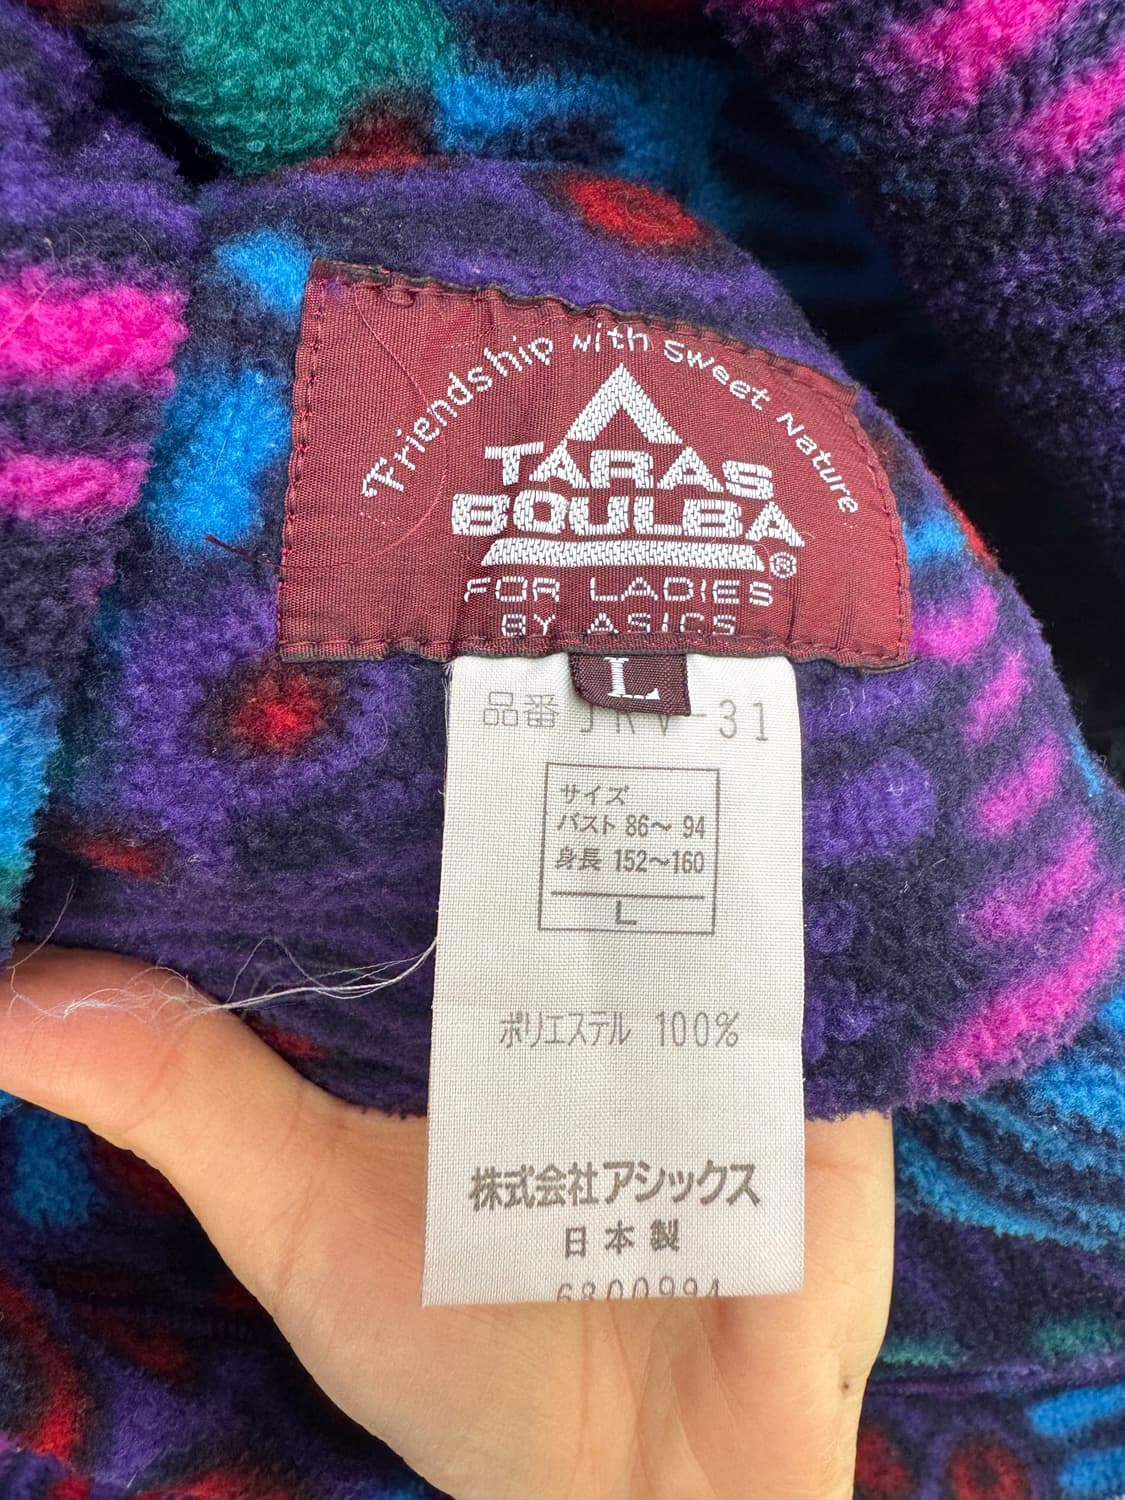 Friendship with sweet Nature
TARAS
BOULBA®
FOR LADIES
BY ASICS
L
品番 JRV-31
サイズ
バスト 86〜 94
身長 152〜160
L
ポリエステル 100%
株式会社アシックス
日本製